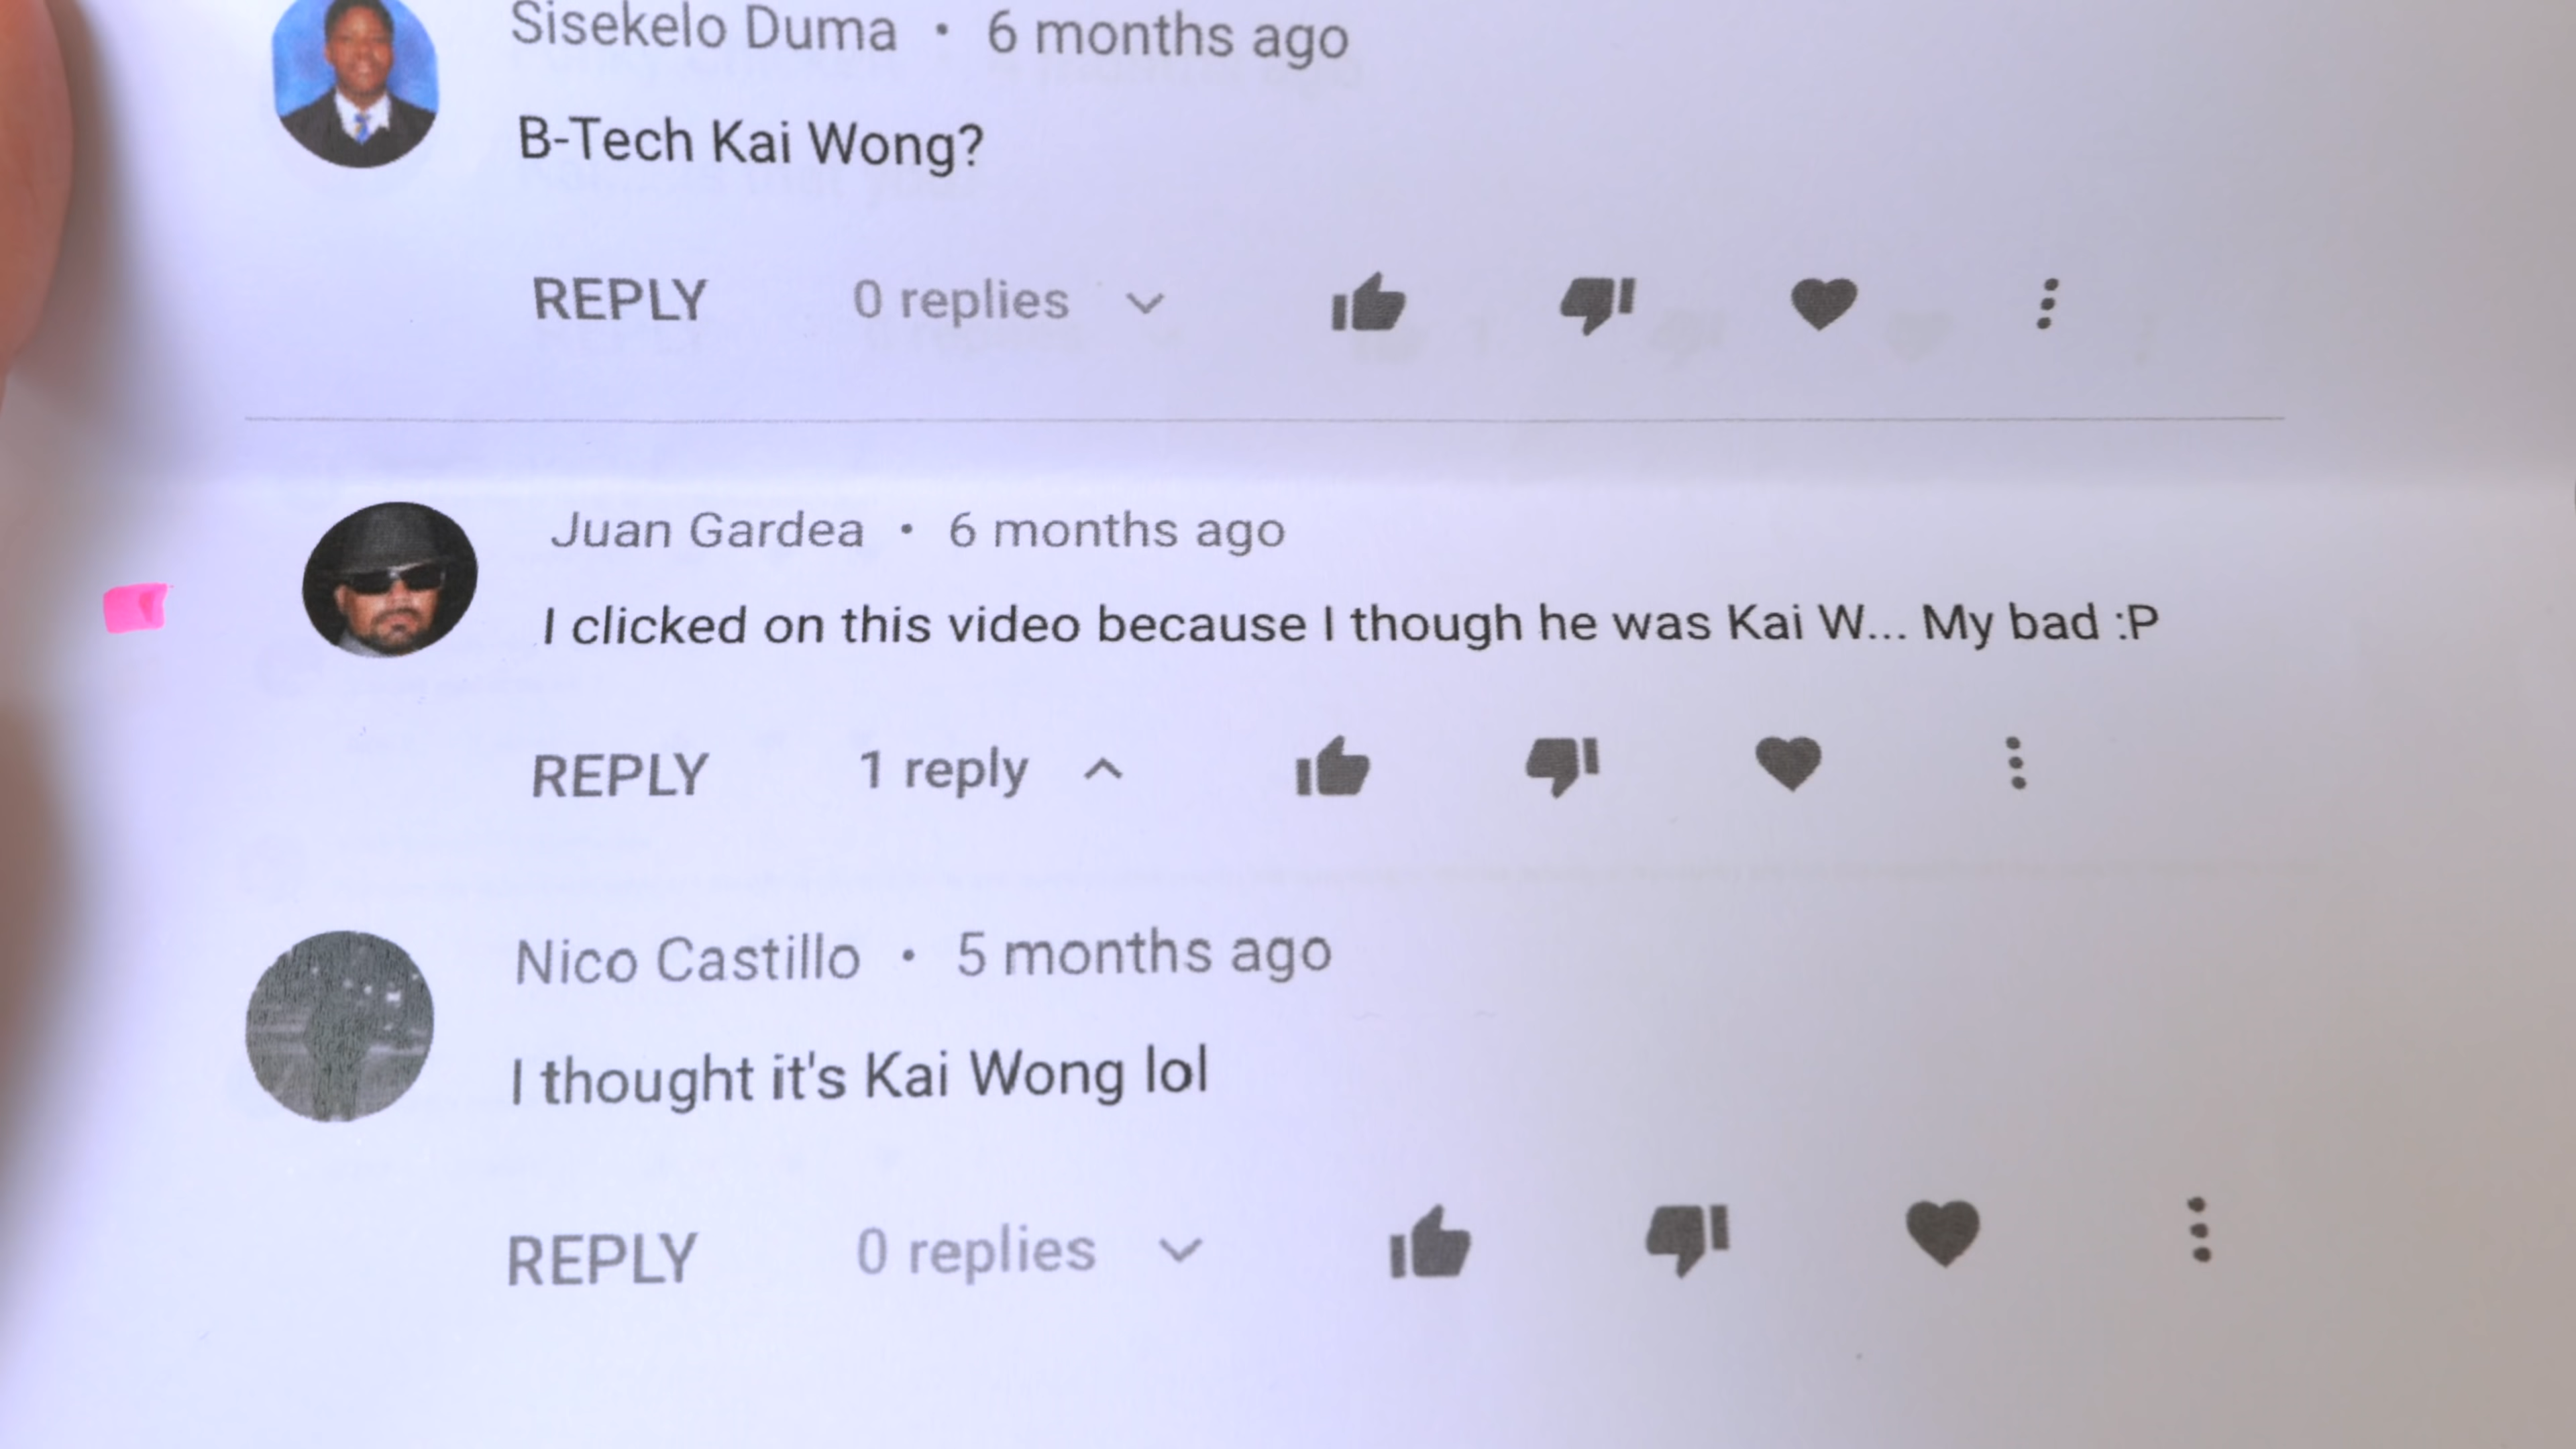 Sisekelo Duma • 6 months ago
B-Tech Kai Wong?
REPLY 0 replies
Juan Gardea • 6 months ago
I clicked on this video because I though he was Kai W... My bad :P
REPLY 1 reply
Nico Castillo • 5 months ago
I thought it's Kai Wong lol
REPLY 0 replies